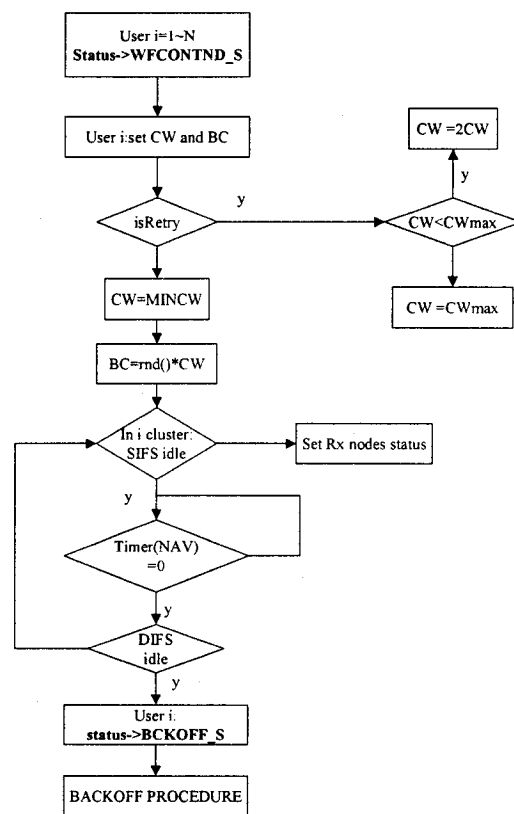 User i=1~N
Status->WFCONTND_S
User i:set CW and BC
CW =2CW
y
y
isRetry
CW<CWmax
CW=MINCW
CW =CWmax
BC=rnd()*CW
In i cluster:
SIFS idle
Set Rx nodes status
y
Timer(NAV)
=0
y
DIFS
idle
y
User i:
status->BCKOFF_S
BACKOFF PROCEDURE